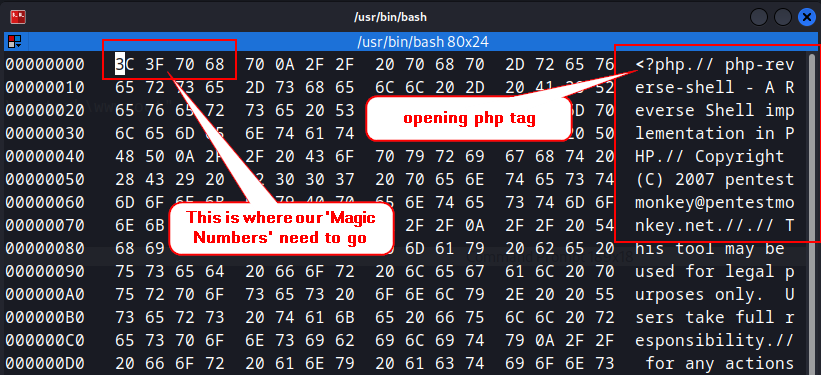 /usr/bin/bash
/usr/bin/bash 80x24
00000000 3C 3F 70 68 70 0A 2F 2F 20 70 68 70 2D 72 65 76 <?php.// php-rev
00000010 65 72 73 65 2D 73 68 65 6C 6C 20 2D 20 41 20 52 erse-shell - A R
00000020 65 76 65 72 73 65 20 53 70 everse Shell imp
00000030 6C 65 6D 65 6E 74 61 74 20 50 lementation in P
opening php tag
00000040 48 50 0A 2F 2F 20 43 6F 70 79 72 69 67 68 74 20 HP.// Copyright
00000050 28 43 29 20 32 30 30 37 20 70 65 6E 74 65 73 74 (C) 2007 pentest
00000060 6D 6F 6E 6B 79 40 70 65 6E 74 65 73 74 6D 6F monkey@pentestmo
00000070 6E 6B 2F 2F 0A 2F 2F 20 54 nkey.net.//.// T
This is where our 'Magic
Numbers' need to go
00000080 68 69 6D 61 79 20 62 65 20 his tool may be
00000090 75 73 65 64 20 66 6F 72 20 6C 65 67 61 6C 20 70 used for legal p
000000A0 75 72 70 6F 73 65 73 20 6F 6E 6C 79 2E 20 20 55 urposes only.  U
000000B0 73 65 72 73 20 74 61 6B 65 20 66 75 6C 6C 20 72 sers take full r
000000C0 65 73 70 6F 6E 73 69 62 69 6C 69 74 79 0A 2F 2F esponsibility.//
000000D0 20 66 6F 72 20 61 6E 79 20 61 63 74 69 6F 6E 73 for any actions